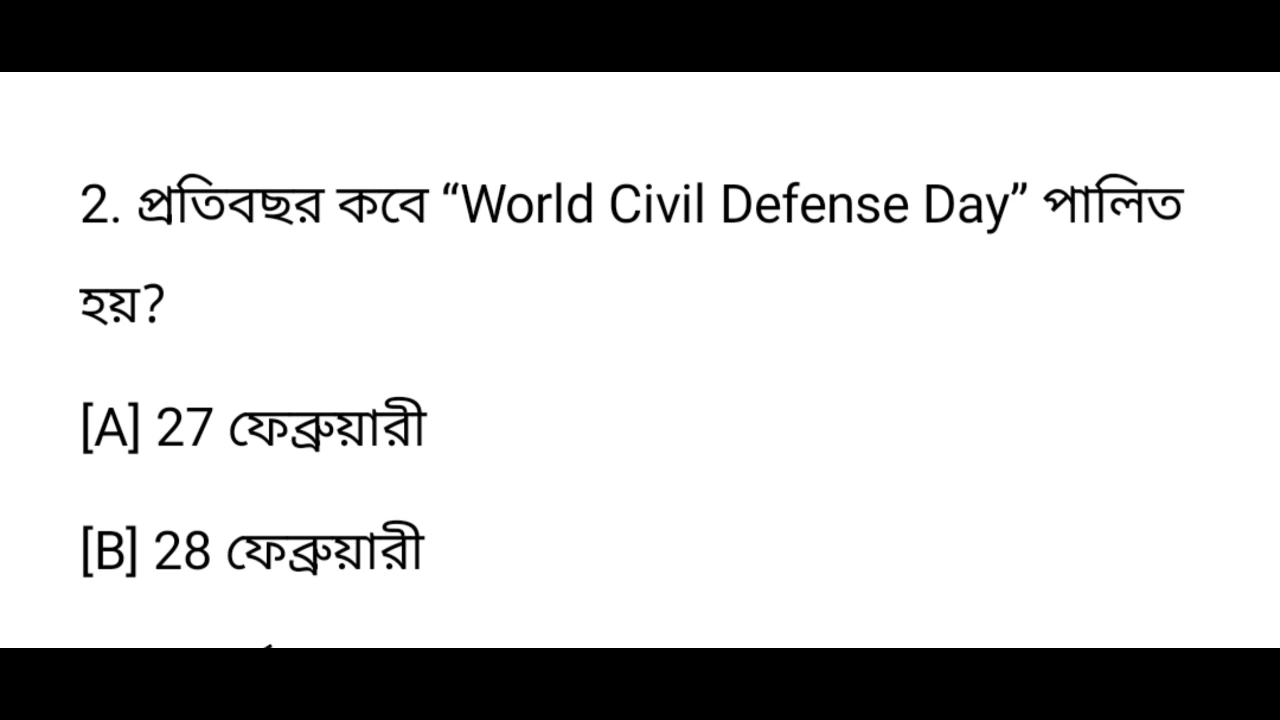 2. প্রতিবছর কবে “World Civil Defense Day” পালিত
হয়?
[A] 27 ফেব্রুয়ারী
[B] 28 ফেব্রুয়ারী